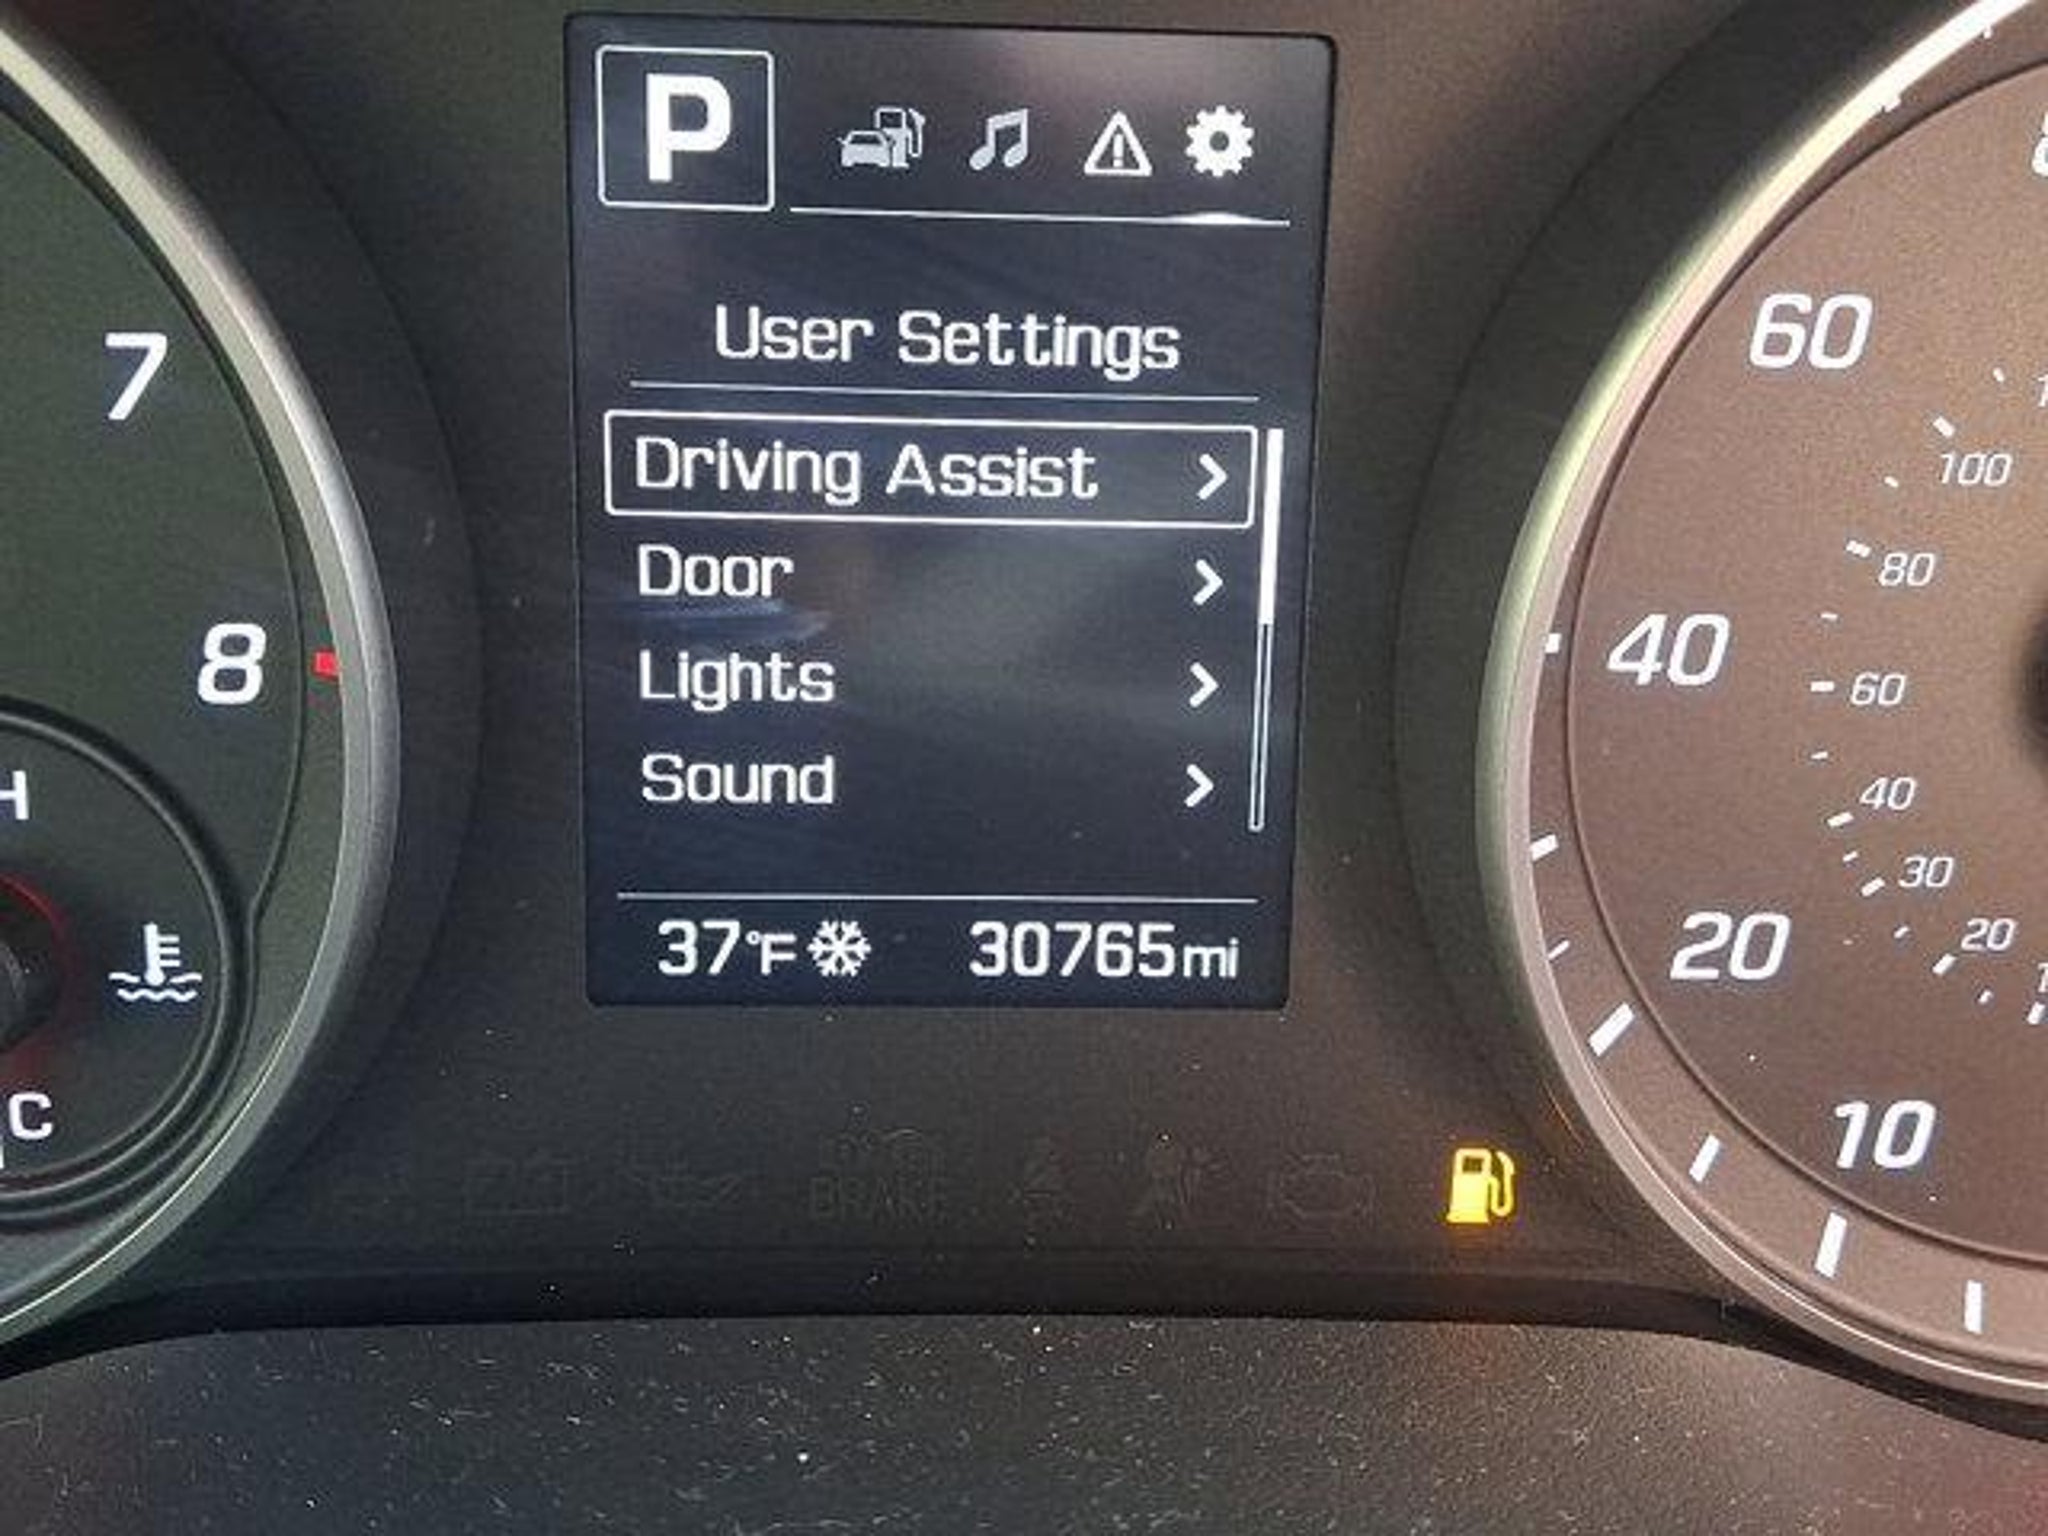 P
User Settings
Driving Assist
Door
Lights
Sound
37°F 30765mi
7
8
H
C
60
40
20
10
100
80
60
40
30
20
BRAKE